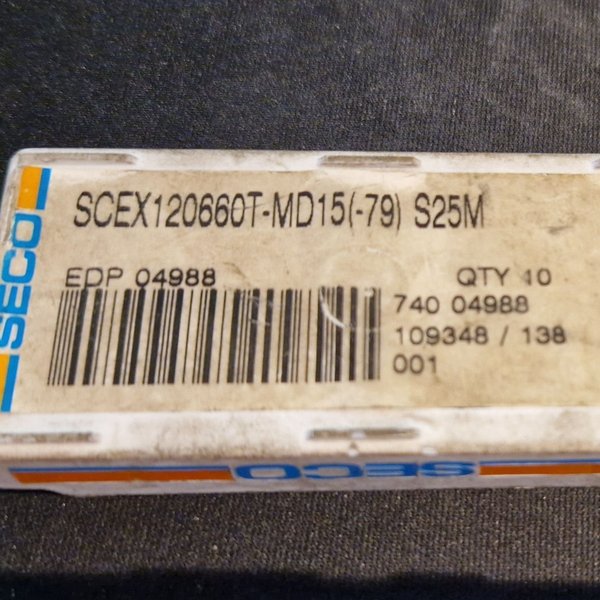 SECO
SCEX120660T-MD15(-79) S25M
EDP 04988
QTY 10
740 04988
109348 / 138
001
SECO